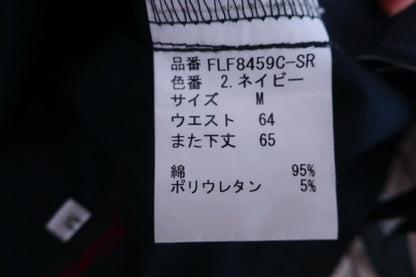 品番 FLF8459C-SR
色番 2.ネイビー
サイズ M
ウエスト 64
また下丈 65
綿 95%
ポリウレタン 5%
M